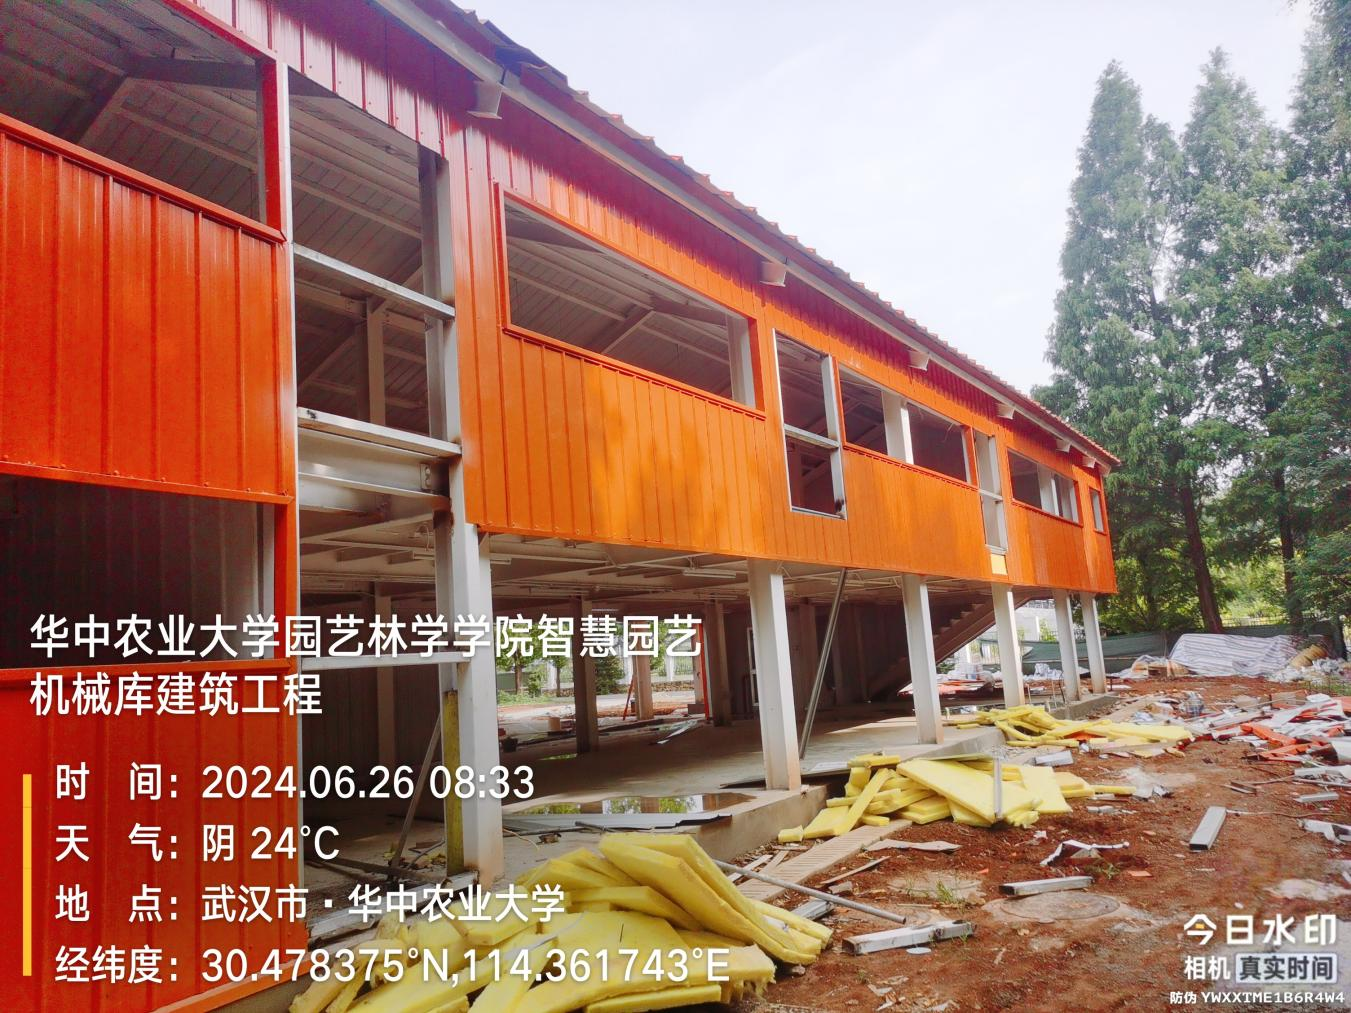 华中农业大学园艺林学学院智慧园艺
机械库建筑工程
时 间：2024.06.26 08:33
天 气：阴 24℃
地 点：武汉市·华中农业大学
经纬度：30.478375°N,114.361743°E
今日水印
相机 真实时间
防伪 YWXXTME1B6R4W4